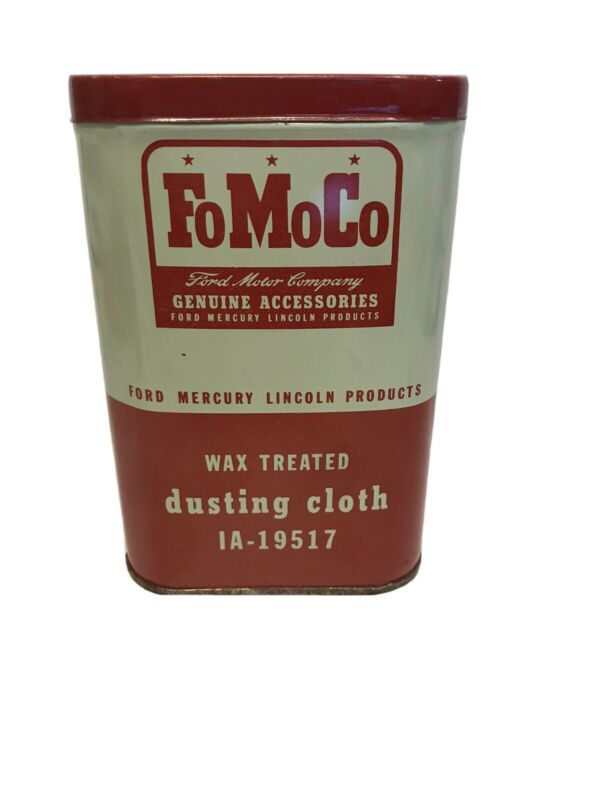 FoMoCo
Ford Motor Company
GENUINE ACCESSORIES
FORD MERCURY LINCOLN PRODUCTS
FORD MERCURY LINCOLN PRODUCTS
WAX TREATED
dusting cloth
IA-19517